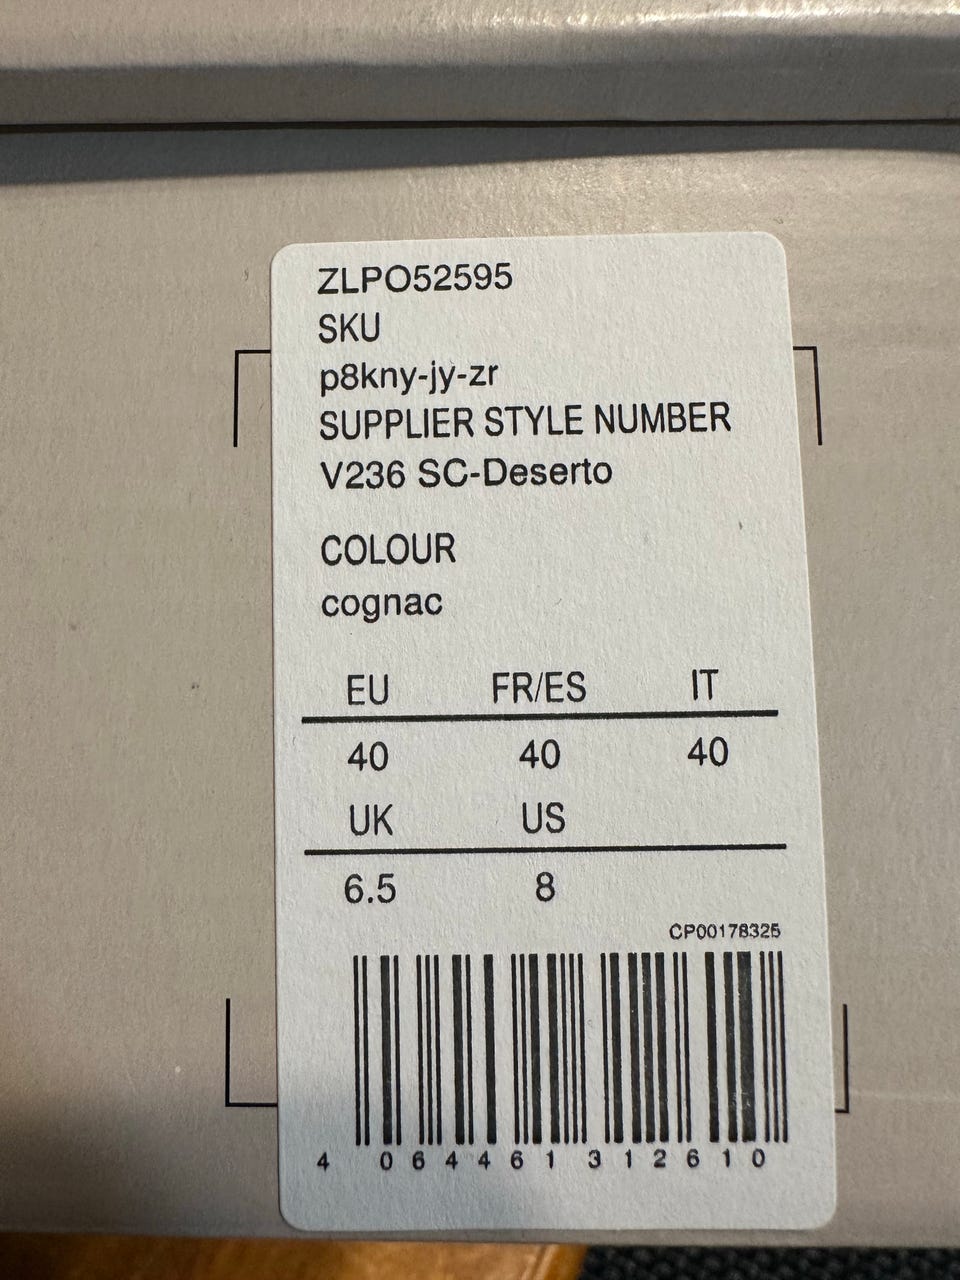 ZLPO52595
SKU
p8kny-jy-zr
SUPPLIER STYLE NUMBER
V236 SC-Deserto
COLOUR
cognac
EU FR/ES IT
40 40 40
UK US
6.5 8
CP00178325
4 064461 312610